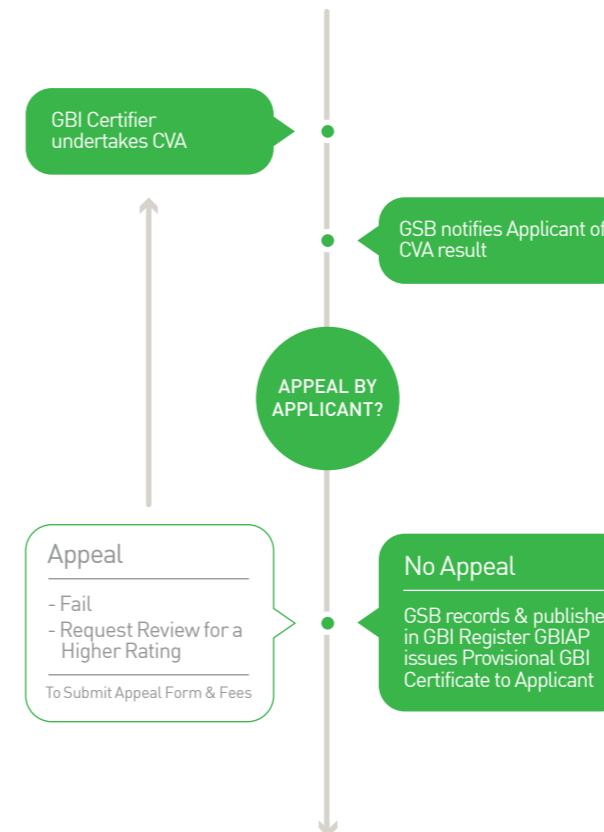 GBI Certifier
undertakes CVA
GSB notifies Applicant of
CVA result
APPEAL BY
APPLICANT?
Appeal
- Fail
- Request Review for a
Higher Rating
To Submit Appeal Form & Fees
No Appeal
GSB records & publishe
in GBI Register GBIAP
issues Provisional GBI
Certificate to Applicant